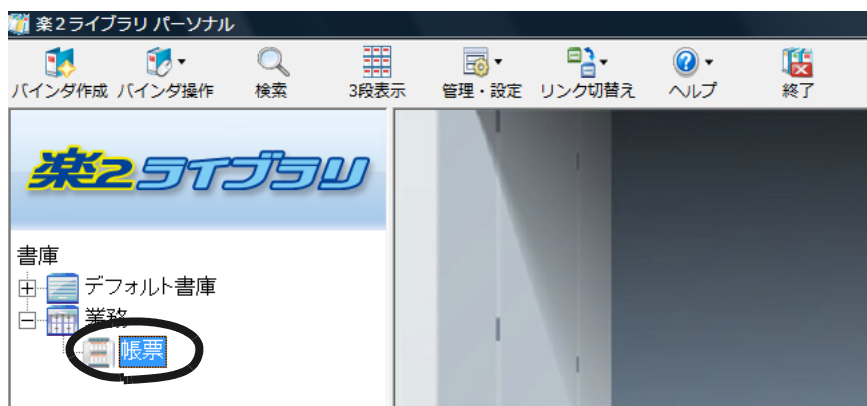 楽2ライブラリ パーソナル
バインダ作成 バインダ操作 検索 3段表示 管理・設定 リンク切替え ヘルプ 終了
楽2ライブラリ
書庫
デフォルト書庫
業務
帳票